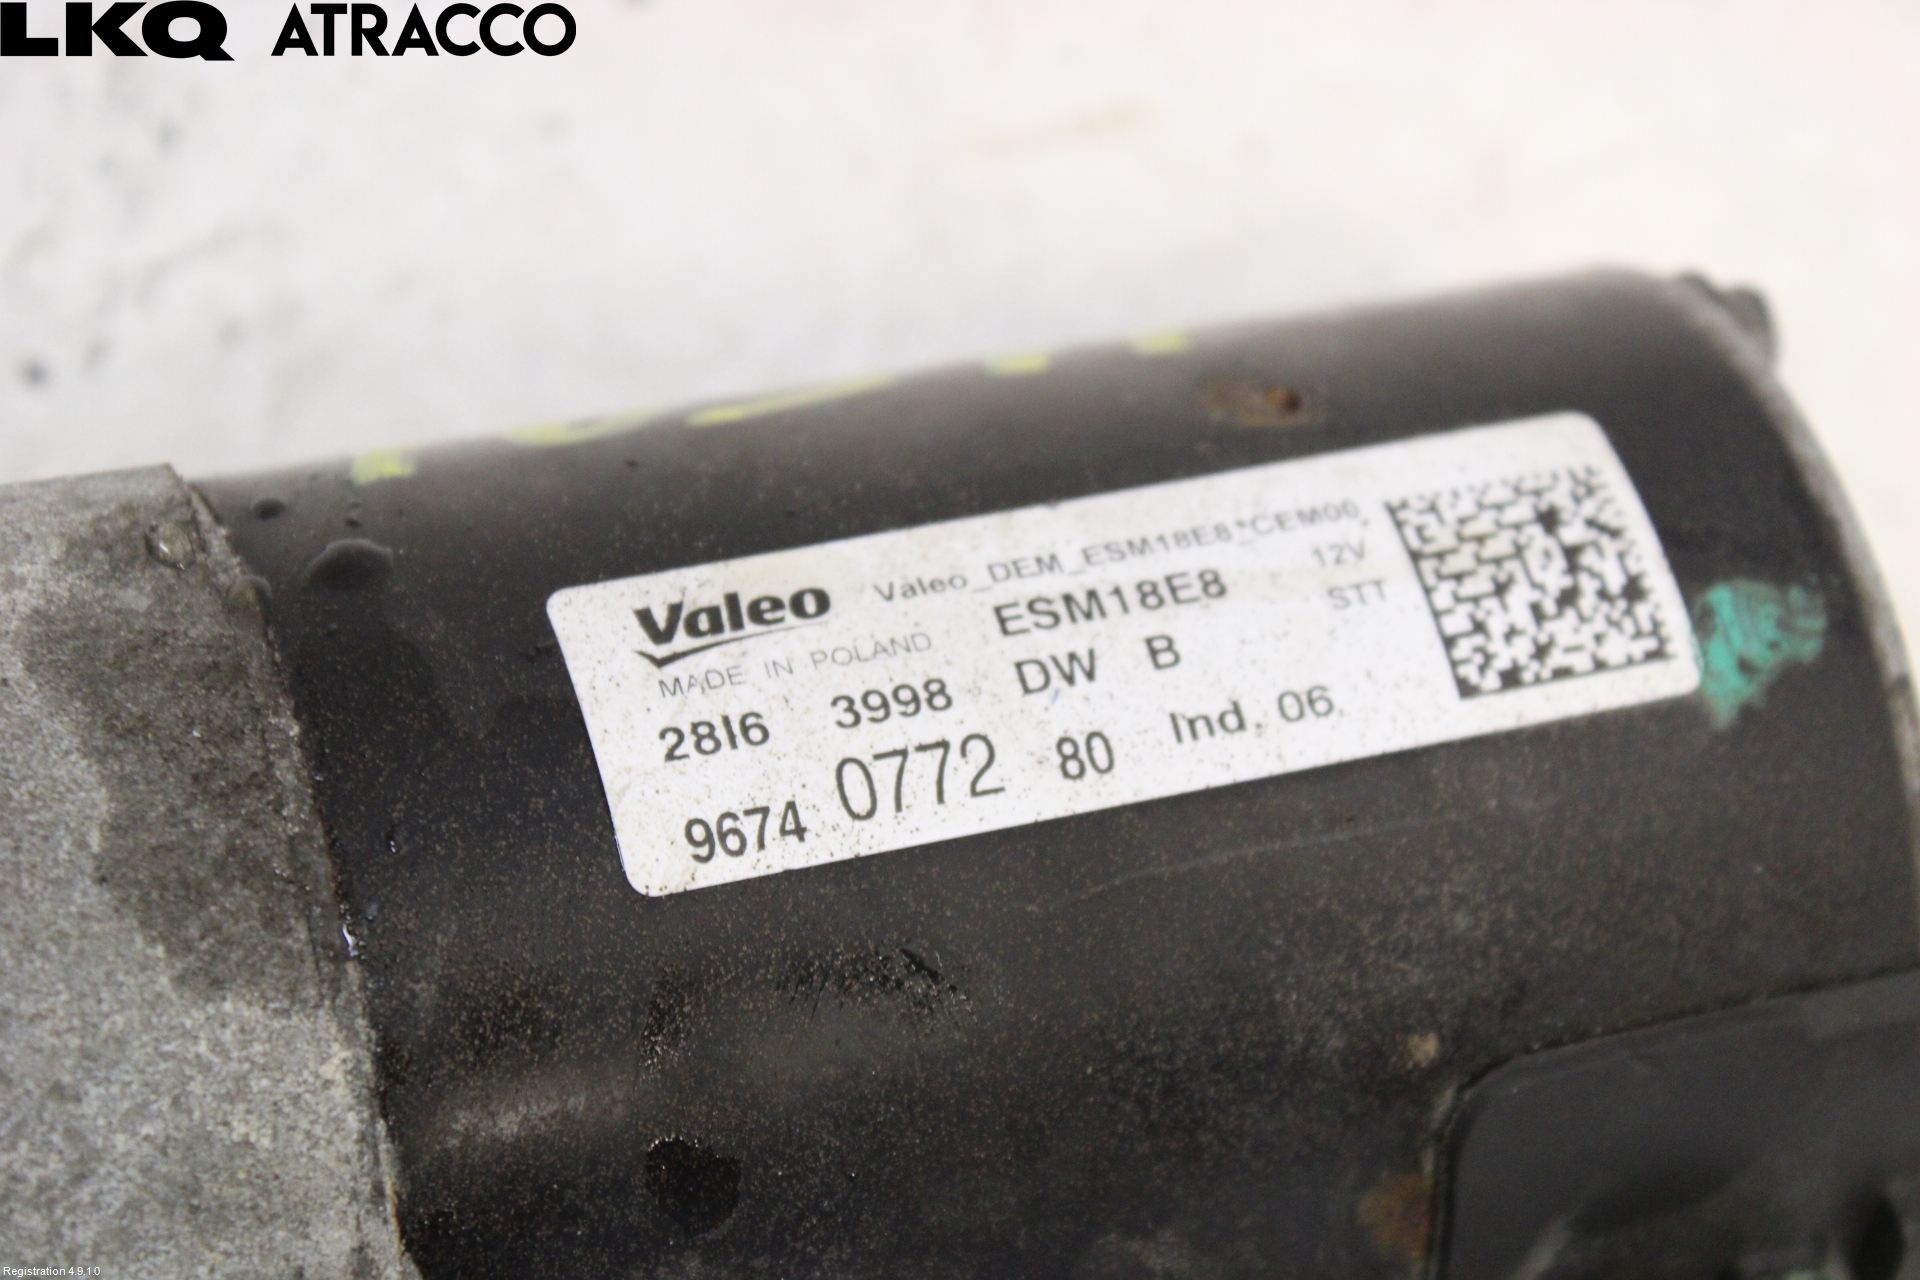 LKQ ATRACCO
Valeo Valeo_DEM_ESM18E8*CEM00
MADE IN POLAND ESM18E8 12V
28I6 3998 DW B STT
9674 0772 80 Ind. 06
Registration 4.9.1.0